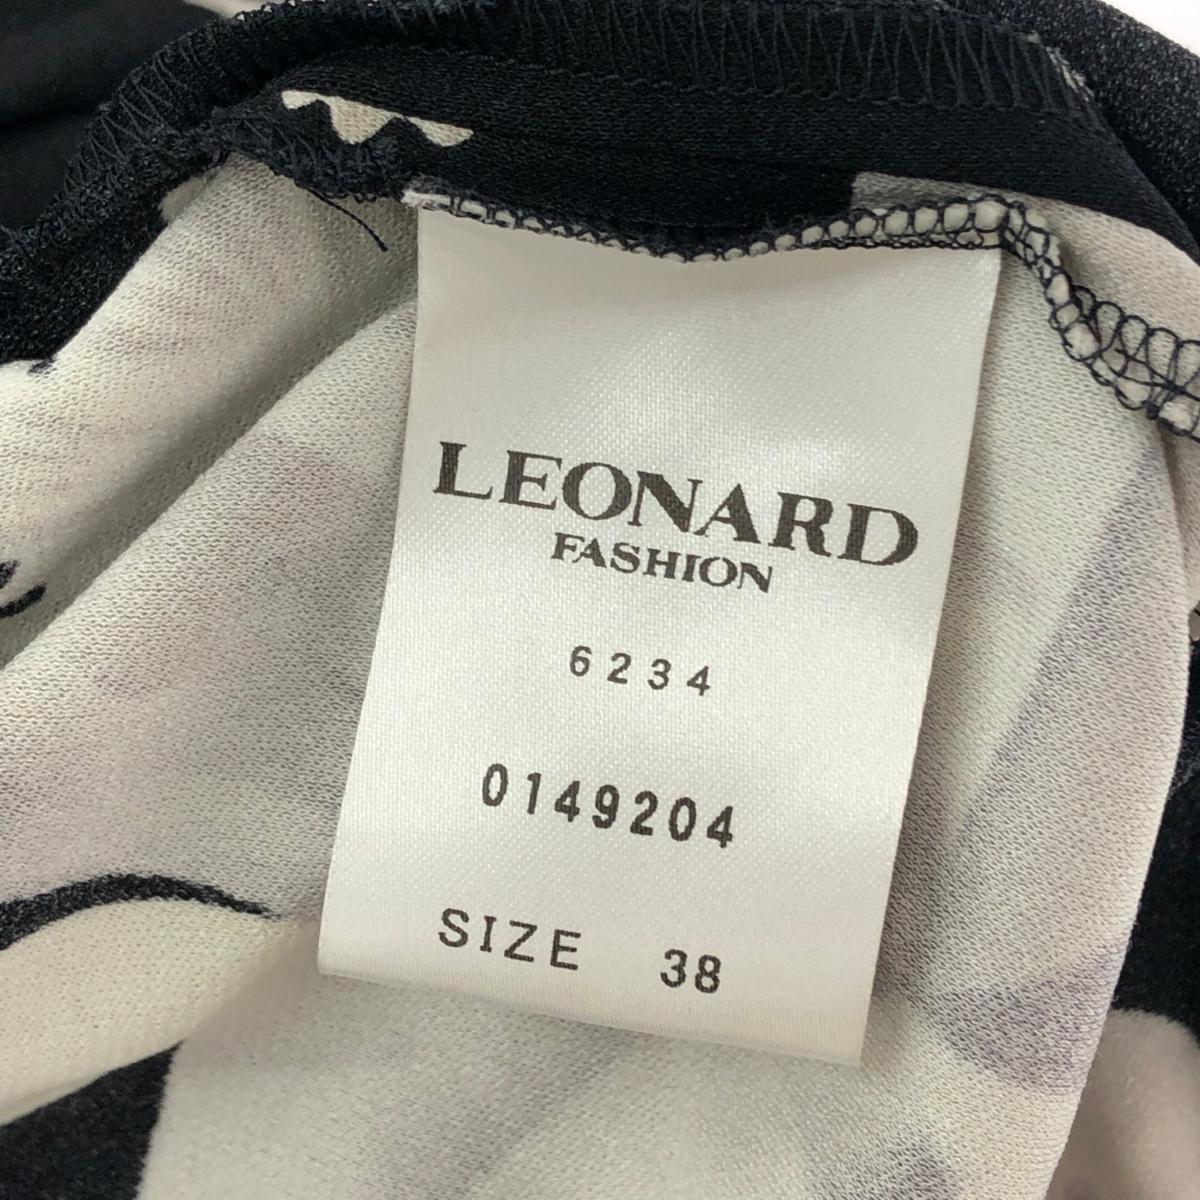 LEONARD
FASHION
6234
0149204
SIZE 38